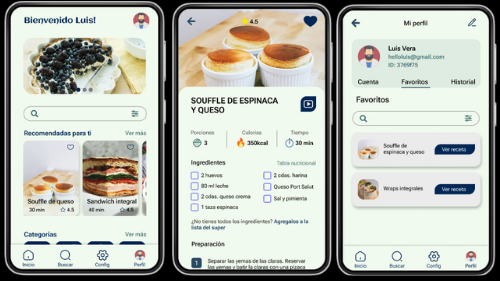 Bienvenido Luis!
Recomendadas para ti
Ver más
Souffle de queso
30 min
4.5
Sandwich integral
40 min
4.5
Categorías
Ver más
Inicio
Buscar
Config
Perfil
4.5
SOUFFLE DE ESPINACA
Y QUESO
Porciones
Calorías
Tiempo
3
350kcal
30 min
Ingredientes
Tabla nutricional
2 huevos
2 cdas. harina
80 ml leche
Queso Port Salut
2 cdas. queso crema
Sal y pimienta
1 taza espinaca
¿No tienes todos los ingredientes? Agregalos a
la lista del super
Preparación
1
Separar las yemas de las claras. Reservar
las yemas y batir la claras con una pizaca
Mi perfil
Luis Vera
helloluis@gmail.com
ID: 3769f75
Cuenta
Favoritos
Historial
Favoritos
Souffle de
espinaca y queso
Ver receta
Wraps integrales
Ver receta
Inicio
Buscar
Config
Perfil